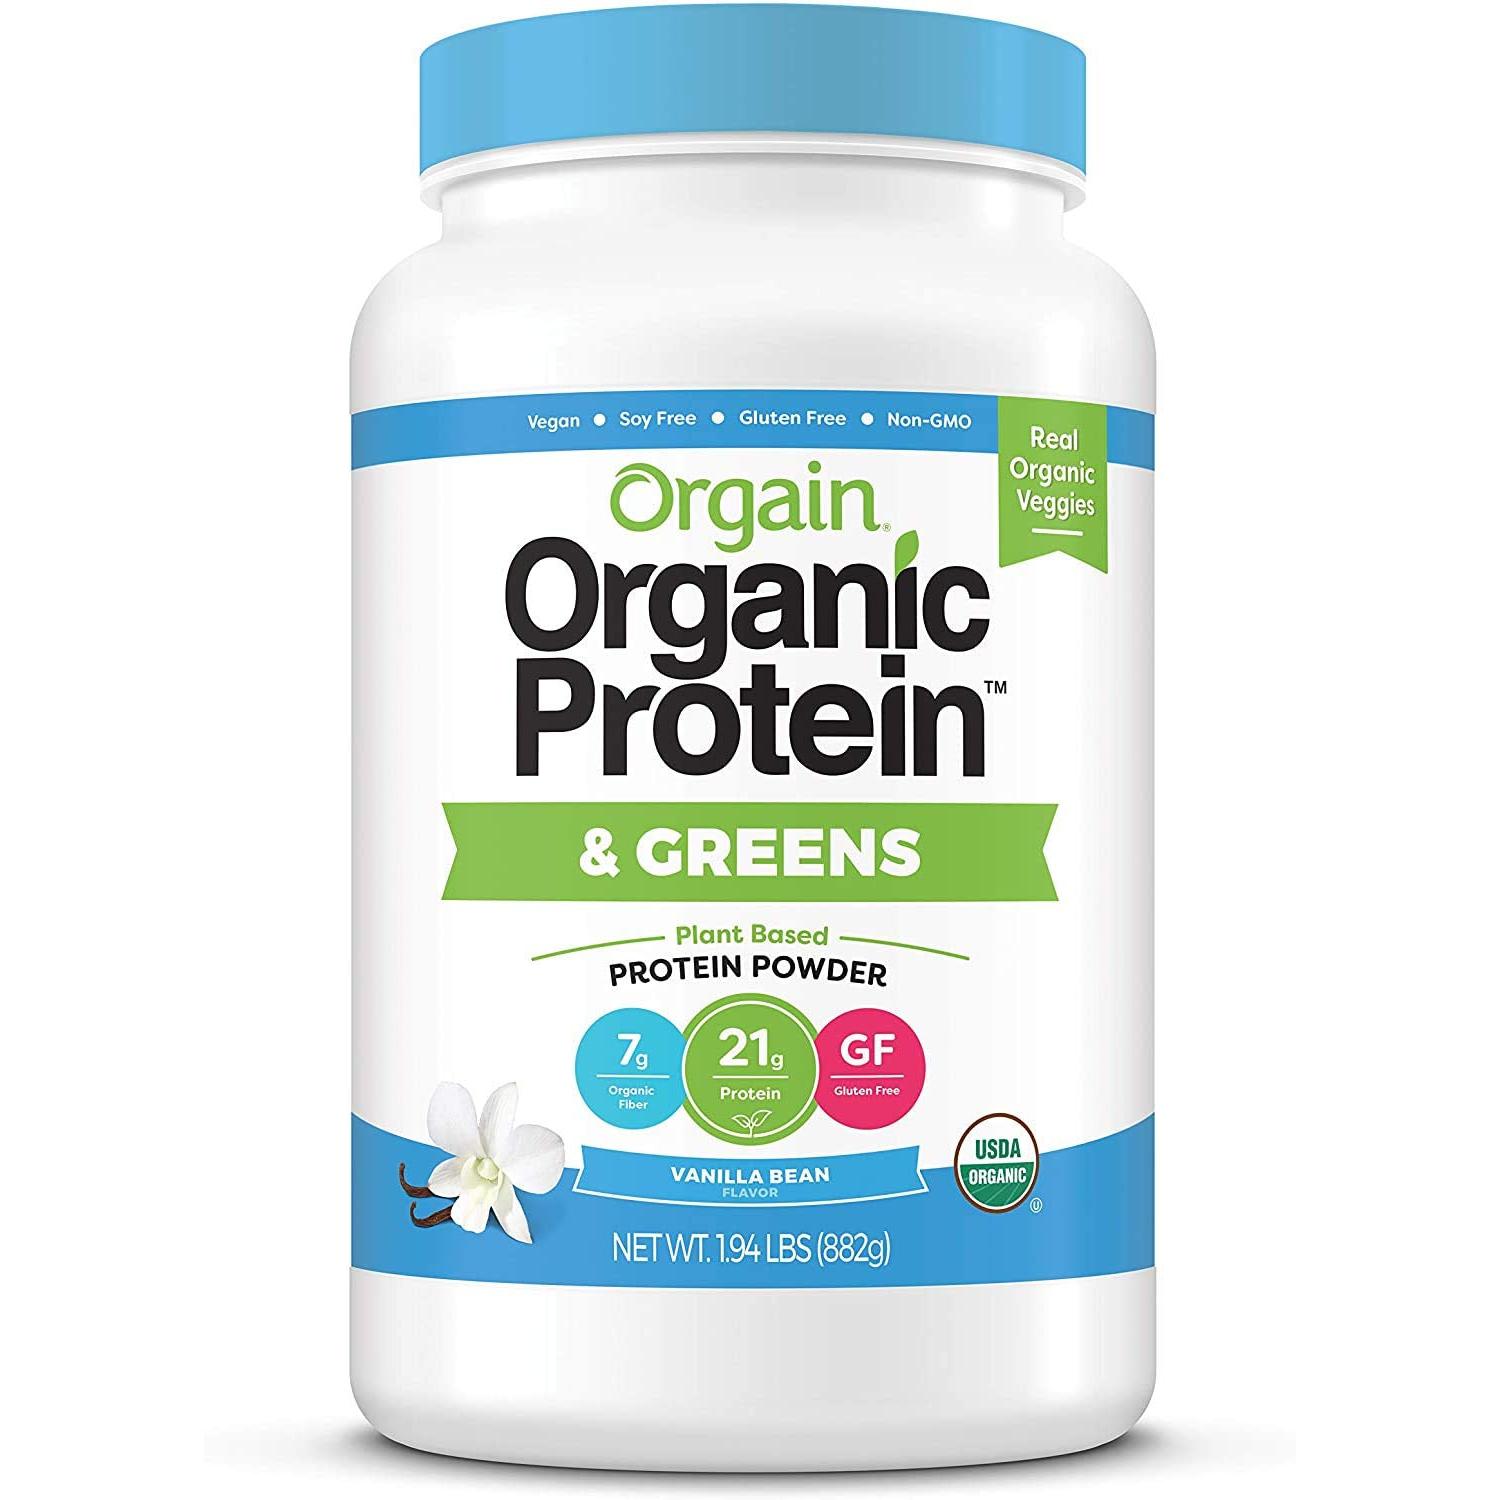 Vegan • Soy Free • Gluten Free • Non-GMO
Real
Organic
Veggies
Orgain®
Organic
Protein™
& GREENS
Plant Based
PROTEIN POWDER
7g
Organic
Fiber
21g
Protein
GF
Gluten Free
VANILLA BEAN
FLAVOR
USDA
ORGANIC
U
NET WT. 1.94 LBS (882g)